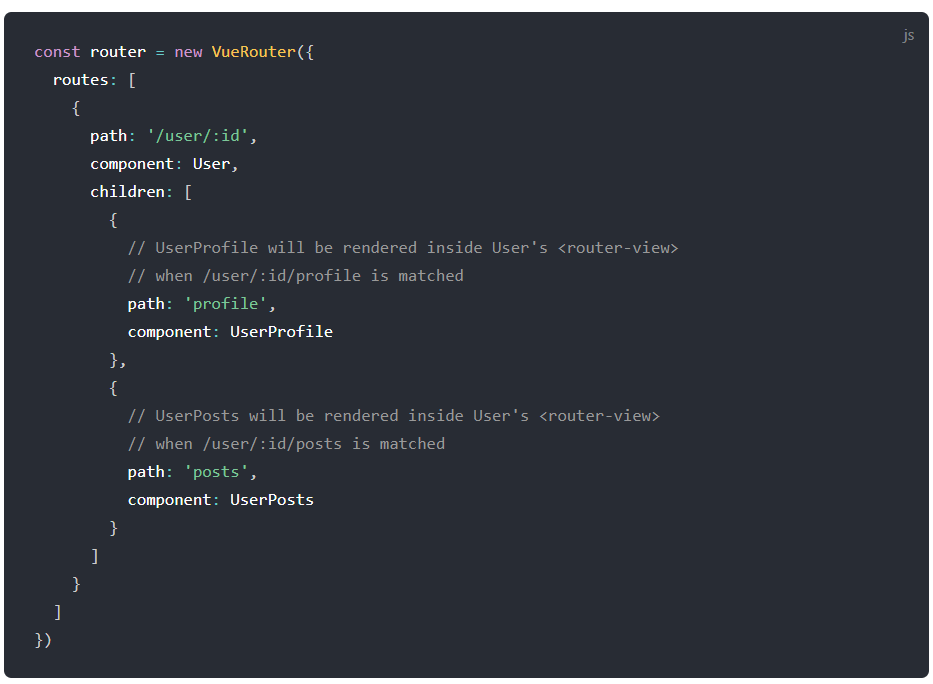 js
const router = new VueRouter({
  routes: [
    {
      path: '/user/:id',
      component: User,
      children: [
        {
          // UserProfile will be rendered inside User's <router-view>
          // when /user/:id/profile is matched
          path: 'profile',
          component: UserProfile
        },
        {
          // UserPosts will be rendered inside User's <router-view>
          // when /user/:id/posts is matched
          path: 'posts',
          component: UserPosts
        }
      ]
    }
  ]
})